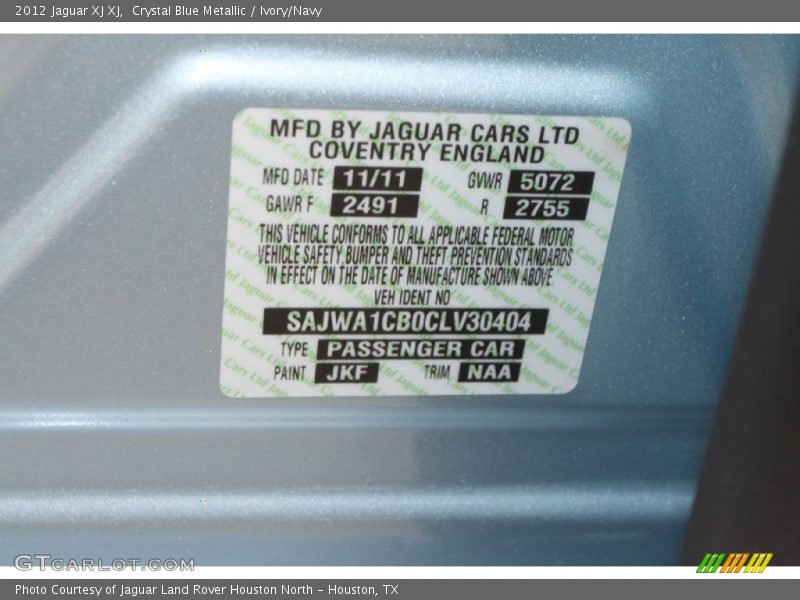 2012 Jaguar XJ XJ,  Crystal Blue Metallic / Ivory/Navy
MFD BY JAGUAR CARS LTD
COVENTRY ENGLAND
MFD DATE 11/11 GVWR 5072
GAWR F 2491 R 2755
THIS VEHICLE CONFORMS TO ALL APPLICABLE FEDERAL MOTOR
VEHICLE SAFETY, BUMPER AND THEFT PREVENTION STANDARDS
IN EFFECT ON THE DATE OF MANUFACTURE SHOWN ABOVE.
VEH IDENT NO
SAJWA1CB0CLV30404
TYPE PASSENGER CAR
PAINT JKF TRIM NAA
GTCARLOT.COM
Photo Courtesy of Jaguar Land Rover Houston North - Houston, TX